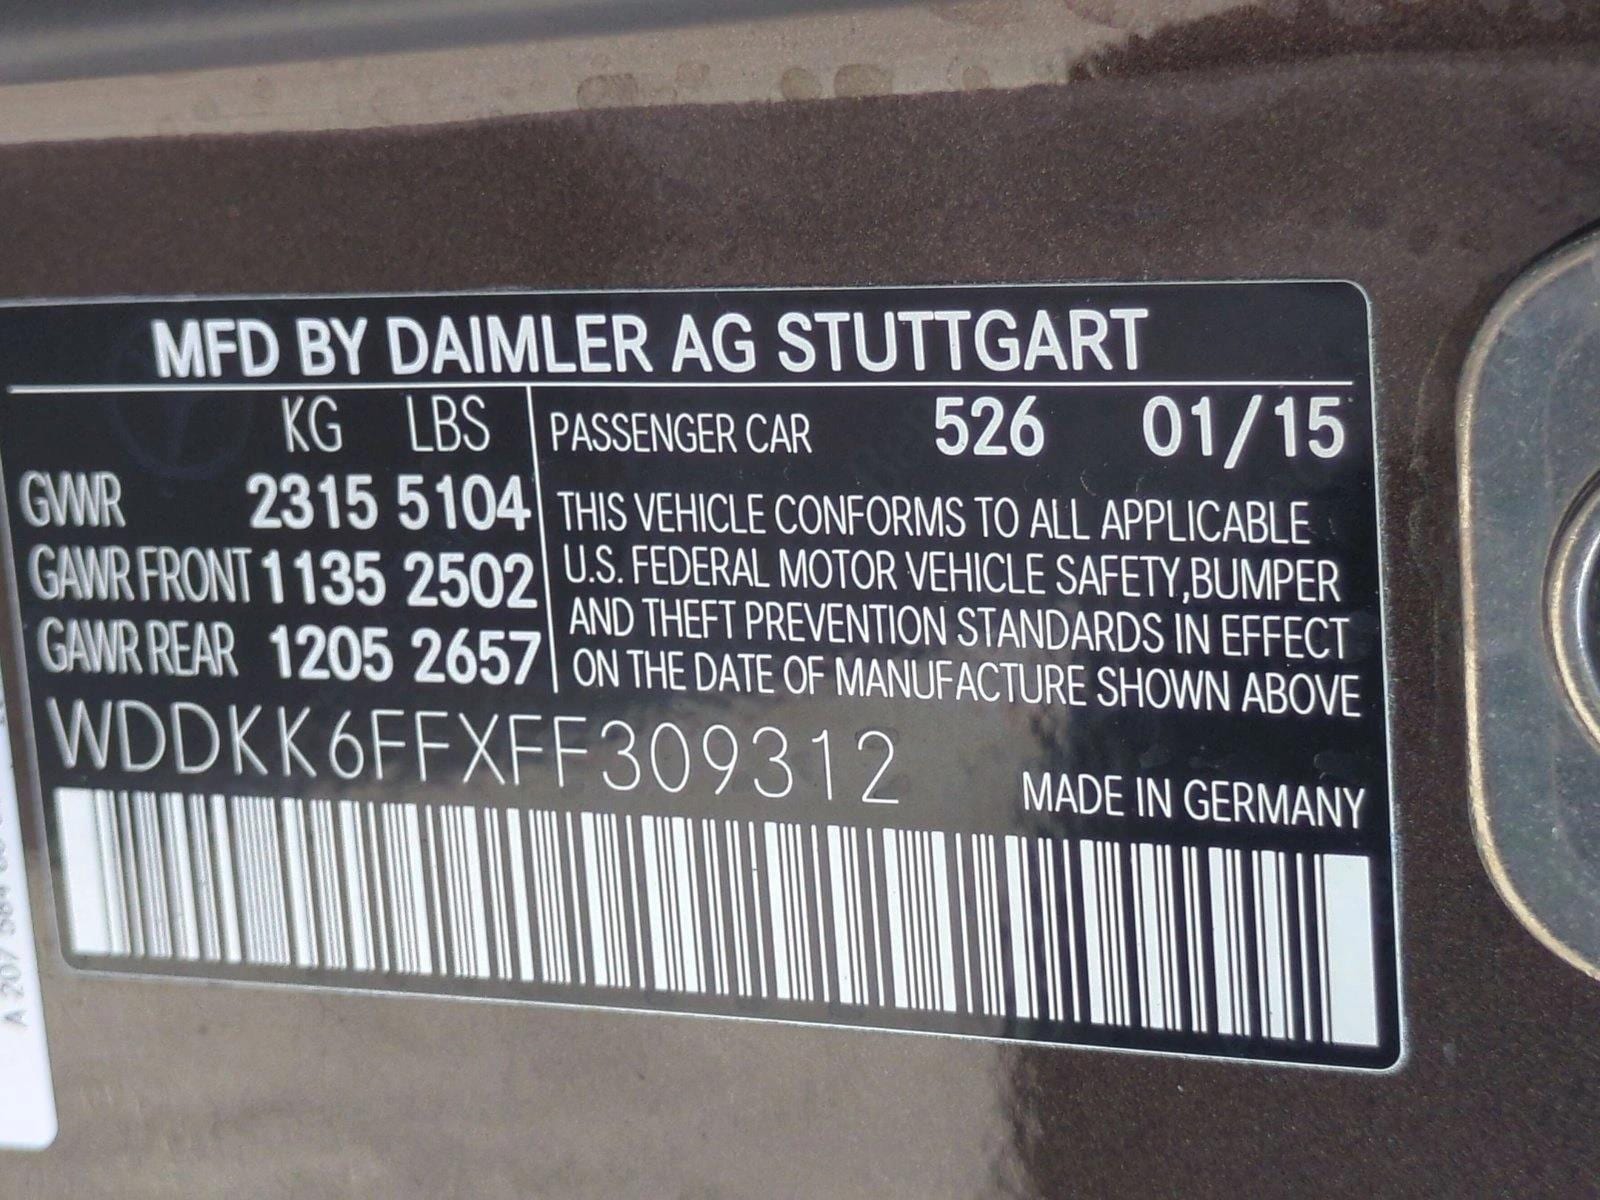 MFD BY DAIMLER AG STUTTGART
KG LBS
GVWR 2315 5104
GAWR FRONT 1135 2502
GAWR REAR 1205 2657
PASSENGER CAR 526 01/15
THIS VEHICLE CONFORMS TO ALL APPLICABLE
U.S. FEDERAL MOTOR VEHICLE SAFETY,BUMPER
AND THEFT PREVENTION STANDARDS IN EFFECT
ON THE DATE OF MANUFACTURE SHOWN ABOVE
WDDKK6FFXFF309312
MADE IN GERMANY
A 207 584